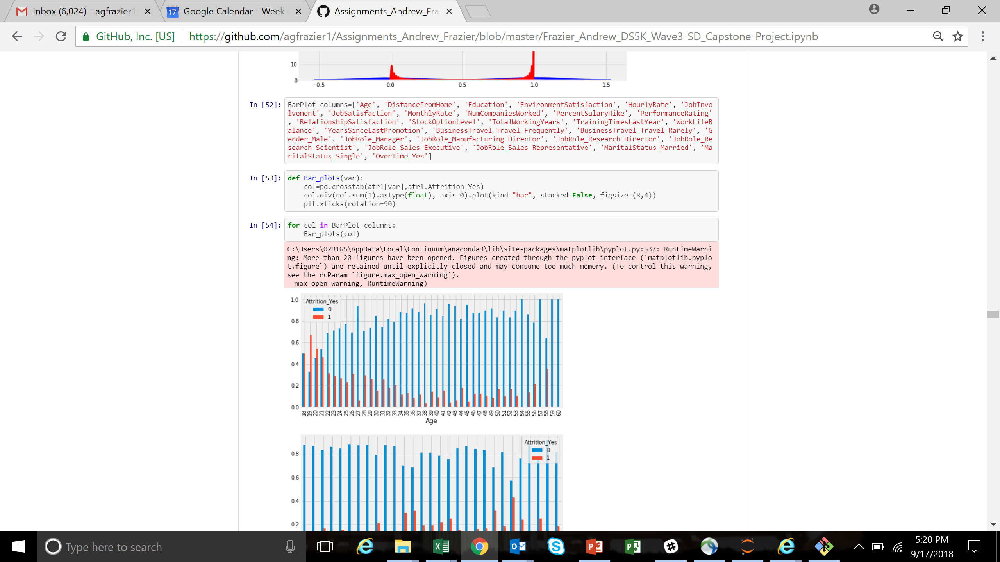 Inbox (6,024) - agfrazier1
Google Calendar - Week
Assignments_Andrew_Fra
GitHub, Inc. [US]
https://github.com/agfrazier1/Assignments_Andrew_Frazier/blob/master/Frazier_Andrew_DS5K_Wave3-SD_Capstone-Project.ipynb
10
0
−0.5 0.0 0.5 1.0 1.5
In [52]: BarPlot_columns=['Age', 'DistanceFromHome', 'Education', 'EnvironmentSatisfaction', 'HourlyRate', 'JobInvo
lvement', 'JobSatisfaction', 'MonthlyRate', 'NumCompaniesWorked', 'PercentSalaryHike', 'PerformanceRating'
, 'RelationshipSatisfaction', 'StockOptionLevel', 'TotalWorkingYears', 'TrainingTimesLastYear', 'WorkLifeB
alance', 'YearsSinceLastPromotion', 'BusinessTravel_Travel_Frequently', 'BusinessTravel_Travel_Rarely', 'G
ender_Male', 'JobRole_Manager', 'JobRole_Manufacturing Director', 'JobRole_Research Director', 'JobRole_Re
search Scientist', 'JobRole_Sales Executive', 'JobRole_Sales Representative', 'MaritalStatus_Married', 'Ma
ritalStatus_Single', 'OverTime_Yes']
In [53]: def Bar_plots(var):
col=pd.crosstab(atr1[var],atr1.Attrition_Yes)
col.div(col.sum(1).astype(float), axis=0).plot(kind="bar", stacked=False, figsize=(8,4))
plt.xticks(rotation=90)
In [54]: for col in BarPlot_columns:
Bar_plots(col)
C:\Users\029165\AppData\Local\Continuum\anaconda3\lib\site-packages\matplotlib\pyplot.py:537: RuntimeWarni
ng: More than 20 figures have been opened. Figures created through the pyplot interface (`matplotlib.pyplo
t.figure`) are retained until explicitly closed and may consume too much memory. (To control this warning,
see the rcParam `figure.max_open_warning`).
max_open_warning, RuntimeWarning)
Attrition_Yes
0
1
1.0
0.8
0.6
0.4
0.2
0.0
18 19 20 21 22 23 24 25 26 27 28 29 30 31 32 33 34 35 36 37 38 39 40 41 42 43 44 45 46 47 48 49 50 51 52 53 54 55 56 57 58 59 60
Age
Attrition_Yes
0
1
0.8
0.6
0.4
0.2
Type here to search
5:20 PM
9/17/2018